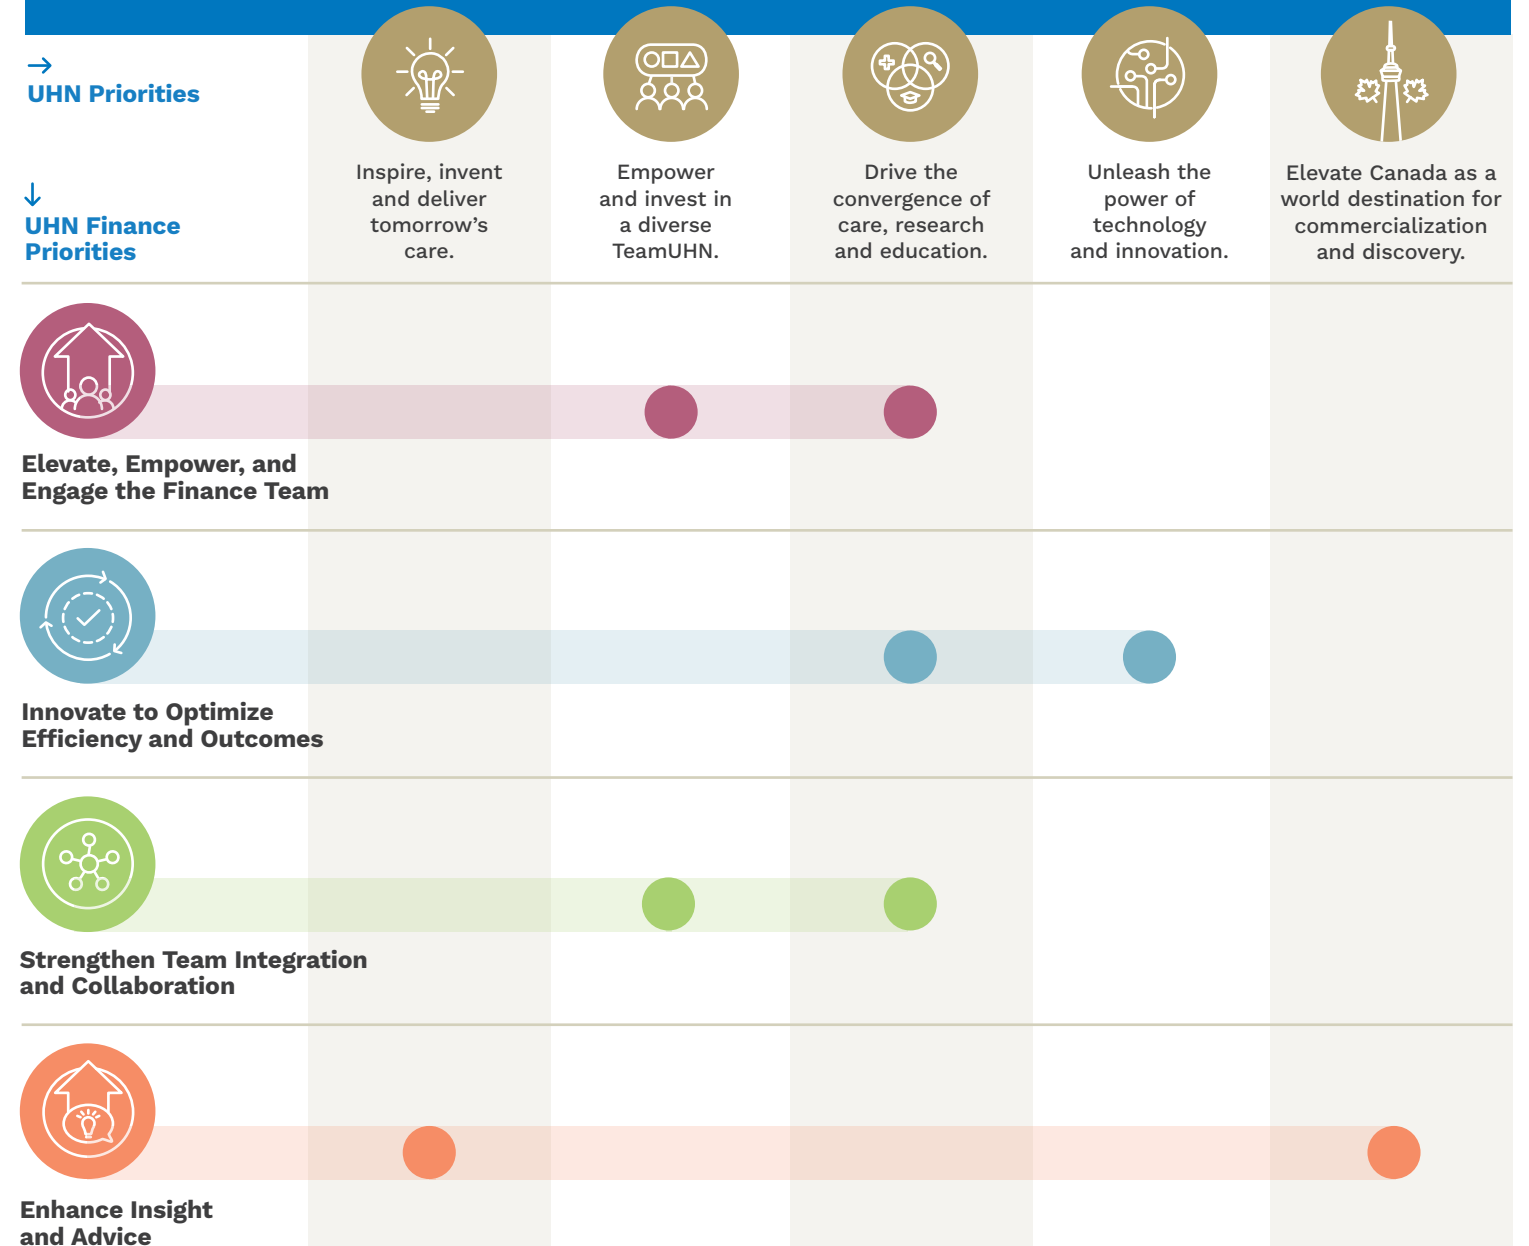 UHN Priorities
UHN Finance
Priorities
Inspire, invent
and deliver
tomorrow’s
care.
Empower
and invest in
a diverse
TeamUHN.
Drive the
convergence of
care, research
and education.
Unleash the
power of
technology
and innovation.
Elevate Canada as a
world destination for
commercialization
and discovery.
Elevate, Empower, and
Engage the Finance Team
Innovate to Optimize
Efficiency and Outcomes
Strengthen Team Integration
and Collaboration
Enhance Insight
and Advice